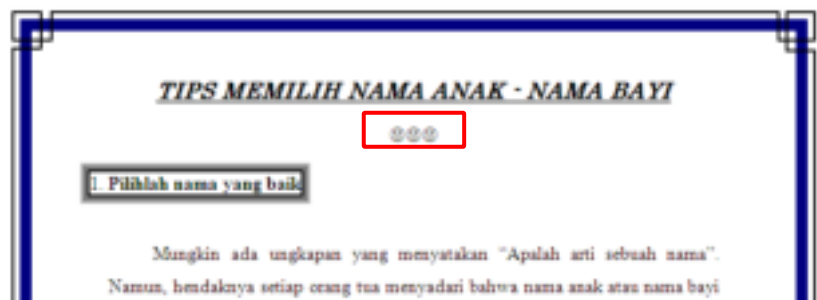 TIPS MEMILIH NAMA ANAK - NAMA BAYI
☺☺☺
1. Pilihlah nama yang baik
Mungkin ada ungkapan yang menyatakan “Apalah arti sebuah nama”.
Namun, hendaknya setiap orang tua menyadari bahwa nama anak atau nama bayi